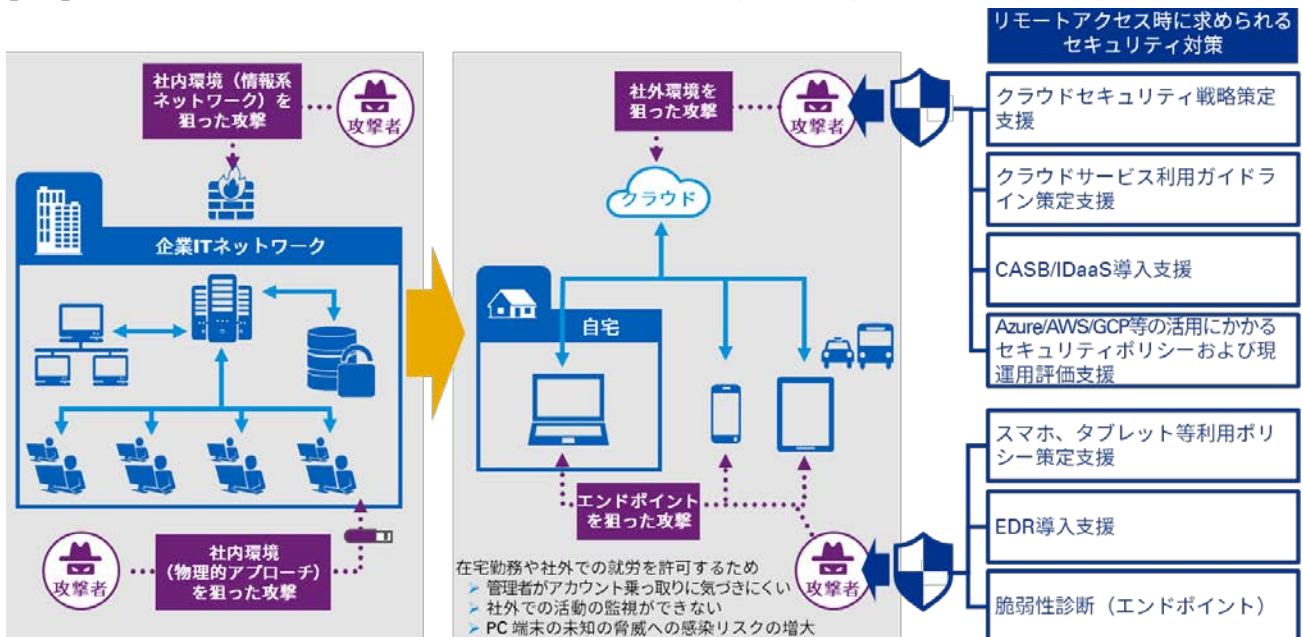 社内環境（情報系
ネットワーク）を
狙った攻撃
攻撃者
企業ITネットワーク
攻撃者
社内環境
（物理的アプローチ）
を狙った攻撃
社外環境を
狙った攻撃
攻撃者
クラウド
自宅
エンドポイント
を狙った攻撃
攻撃者
在宅勤務や社外での就労を許可するため
➢ 管理者がアカウント乗っ取りに気づきにくい
➢ 社外での活動の監視ができない
➢ PC 端末の未知の脅威への感染リスクの増大
リモートアクセス時に求められる
セキュリティ対策
クラウドセキュリティ戦略策定
支援
クラウドサービス利用ガイドラ
イン策定支援
CASB/IDaaS導入支援
Azure/AWS/GCP等の活用にかかる
セキュリティポリシーおよび現
運用評価支援
スマホ、タブレット等利用ポリ
シー策定支援
EDR導入支援
脆弱性診断（エンドポイント）